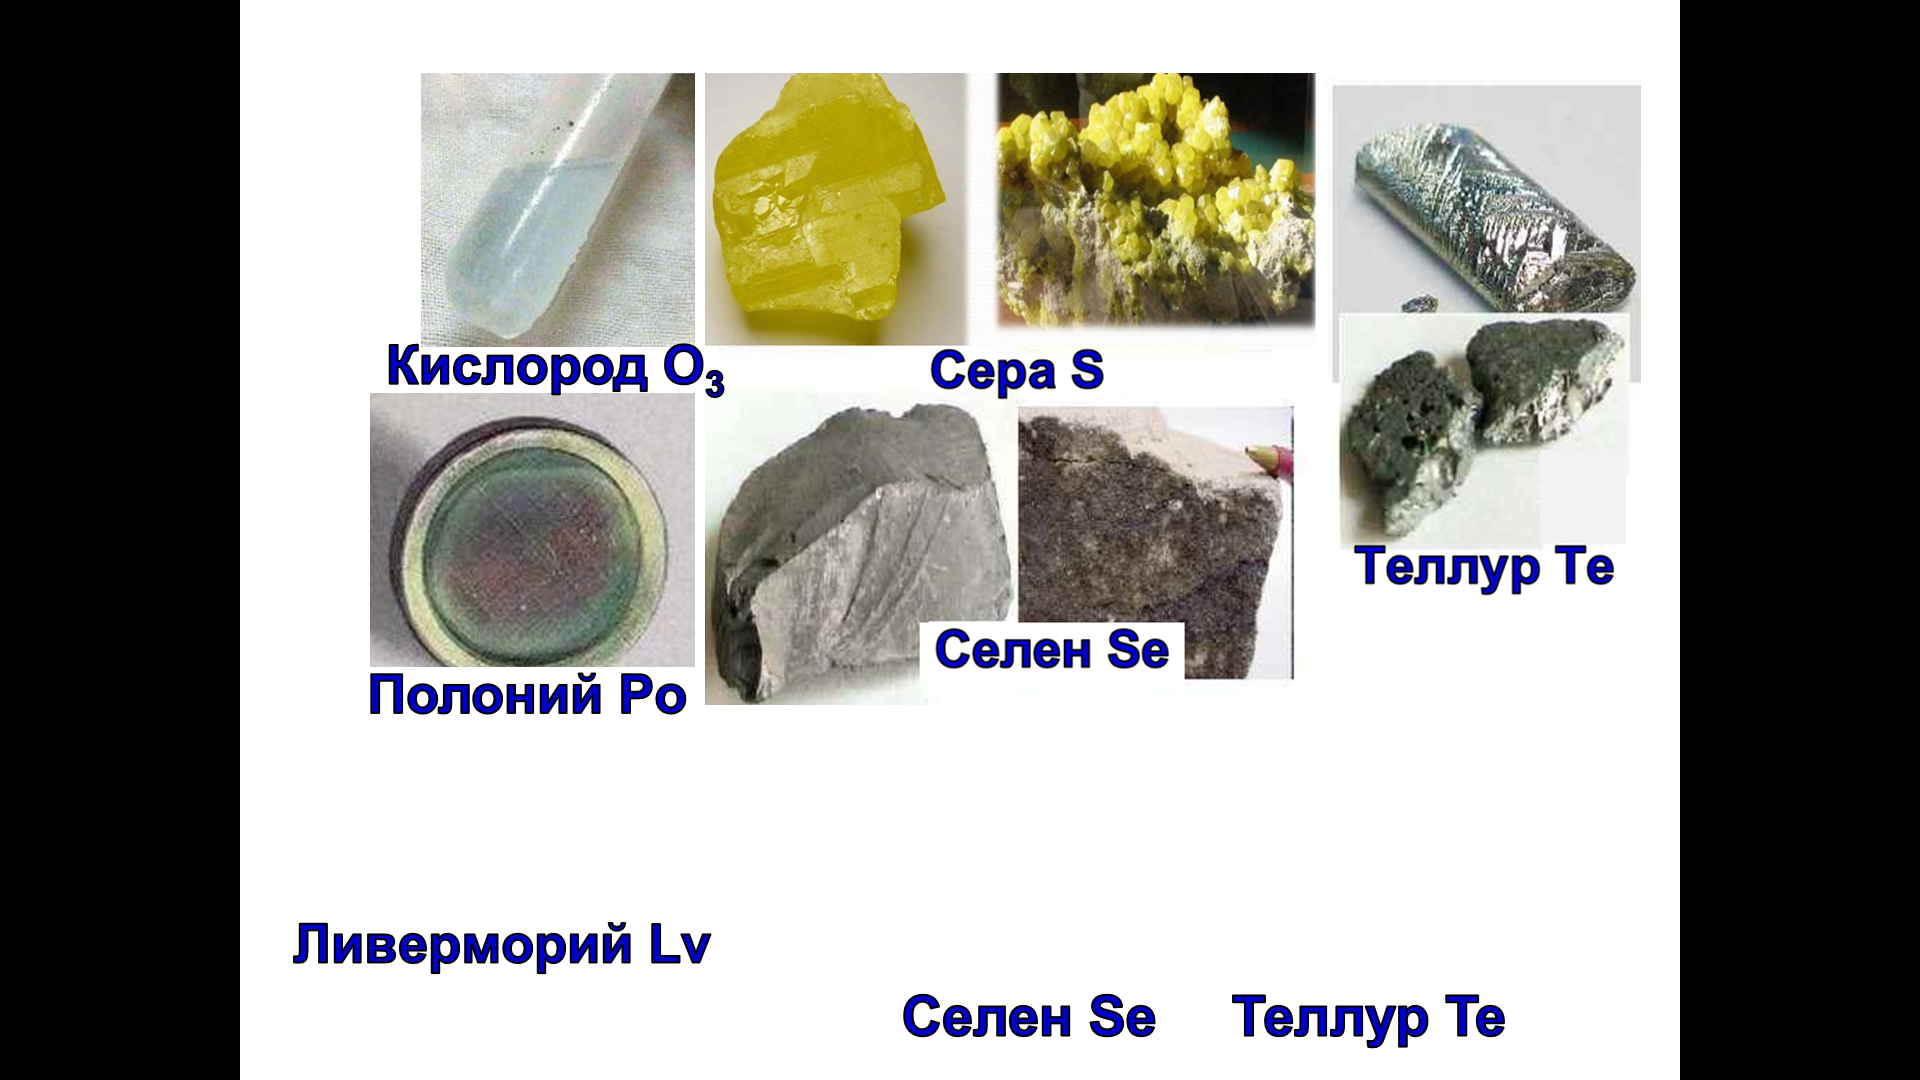 Кислород O₃
Сера S
Теллур Te
Селен Se
Полоний Po
Ливерморий Lv
Селен Se
Теллур Te